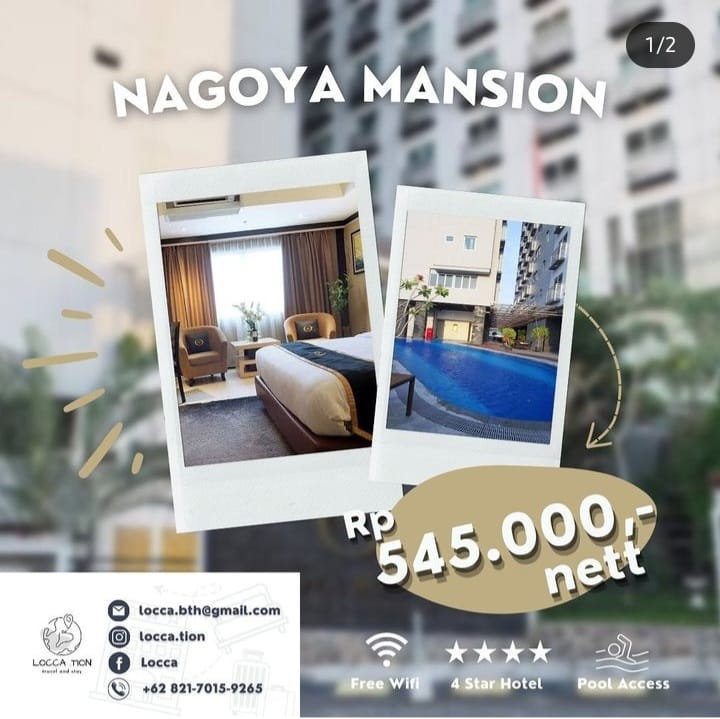 1/2
NAGOYA MANSION
Rp
545.000,-
nett
locca.bth@gmail.com
locca.tion
Locca
+62 821-7015-9265
LOCCA TION
travel and stay
Free Wifi
4 Star Hotel
Pool Access